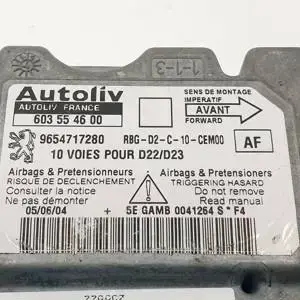 1-1-3
Autoliv
AUTOLIV FRANCE
603 55 46 00
SENS DE MONTAGE
IMPERATIF
AVANT
FORWARD
9654717280 RBG-D2-C-10-CEM00
AF
10 VOIES POUR D22/D23
Airbags & Pretensionneurs
RISQUE DE DECLENCHEMENT
Consulter la notice
Ne pas démonter
Airbags & Pretensioners
TRIGGERING HASARD
Do not remove
Read manual
05/06/04 + 5E GAMB 0041264 S * F4